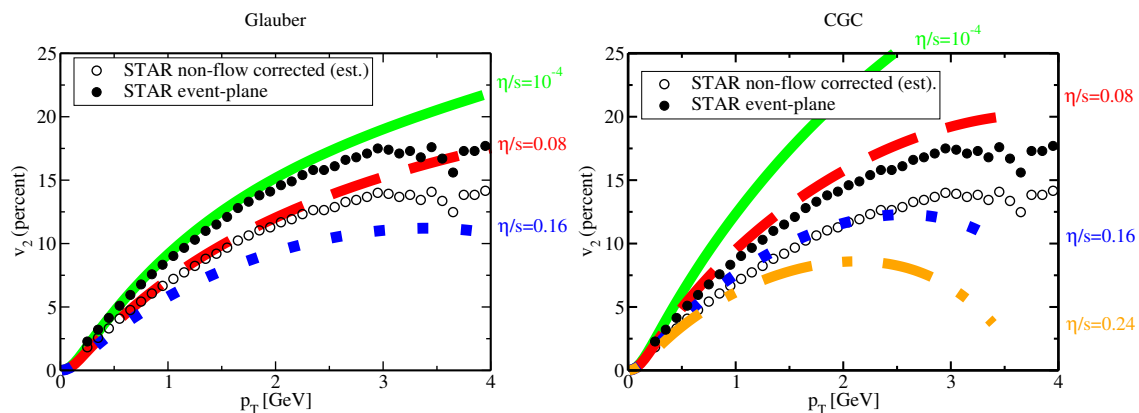 Glauber
v₂ (percent)
25
20
15
10
5
0
STAR non-flow corrected (est.)
STAR event-plane
η/s=10⁻⁴
η/s=0.08
η/s=0.16
0 1 2 3 4
p_T [GeV]
CGC
v₂ (percent)
25
20
15
10
5
0
STAR non-flow corrected (est).
STAR event-plane
η/s=10⁻⁴
η/s=0.08
η/s=0.16
η/s=0.24
0 1 2 3 4
p_T [GeV]